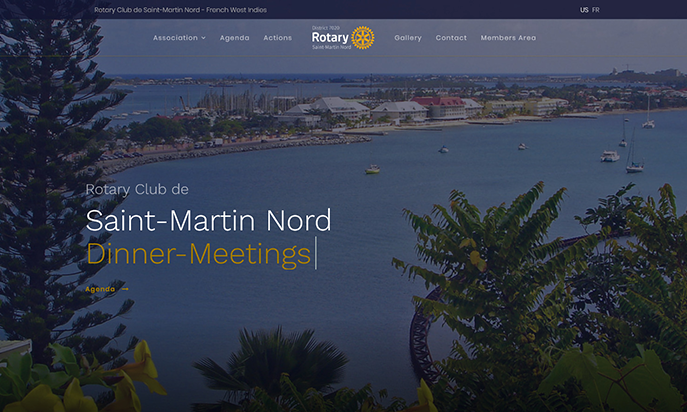 Rotary Club de Saint-Martin Nord - French West Indies
US FR
Association Agenda Actions
District 7020
Rotary
Saint Martin Nord
Gallery Contact Members Area
Rotary Club de
Saint-Martin Nord
Dinner-Meetings
Agenda